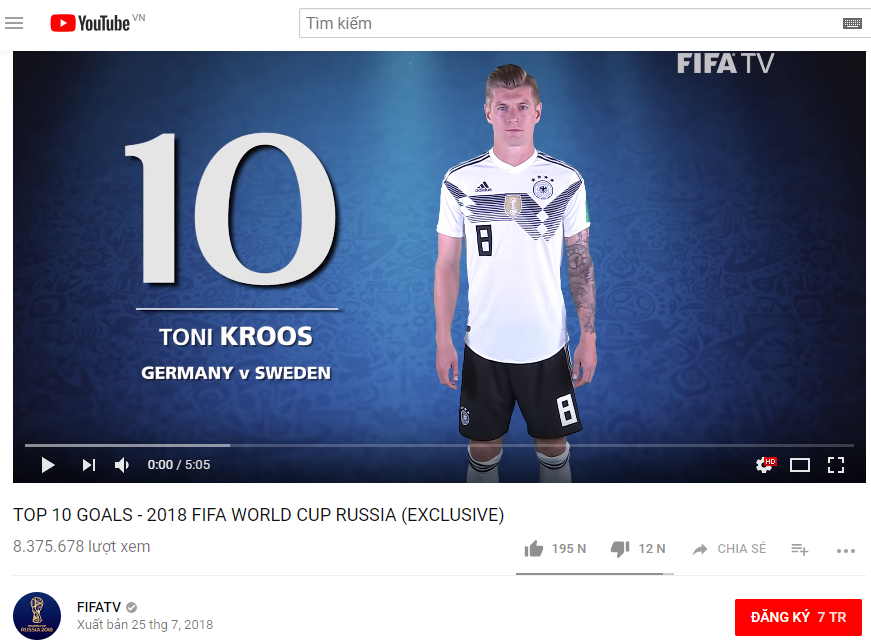 YouTube VN
Tìm kiếm
FIFA TV
10
TONI KROOS
GERMANY v SWEDEN
adidas
8
8
0:00 / 5:05
HD
TOP 10 GOALS - 2018 FIFA WORLD CUP RUSSIA (EXCLUSIVE)
8.375.678 lượt xem
195 N
12 N
CHIA SẺ
RUSSIA 2018
FIFATV
Xuất bản 25 thg 7, 2018
ĐĂNG KÝ 7 TR